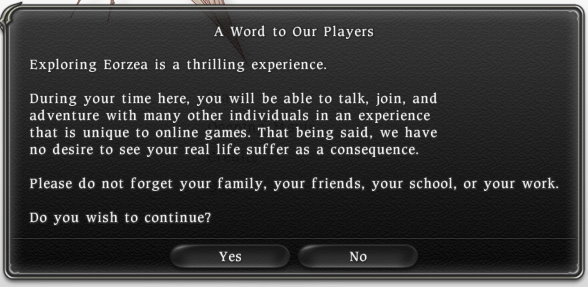 A Word to Our Players
Exploring Eorzea is a thrilling experience.
During your time here, you will be able to talk, join, and
adventure with many other individuals in an experience
that is unique to online games. That being said, we have
no desire to see your real life suffer as a consequence.
Please do not forget your family, your friends, your school, or your work.
Do you wish to continue?
Yes
No